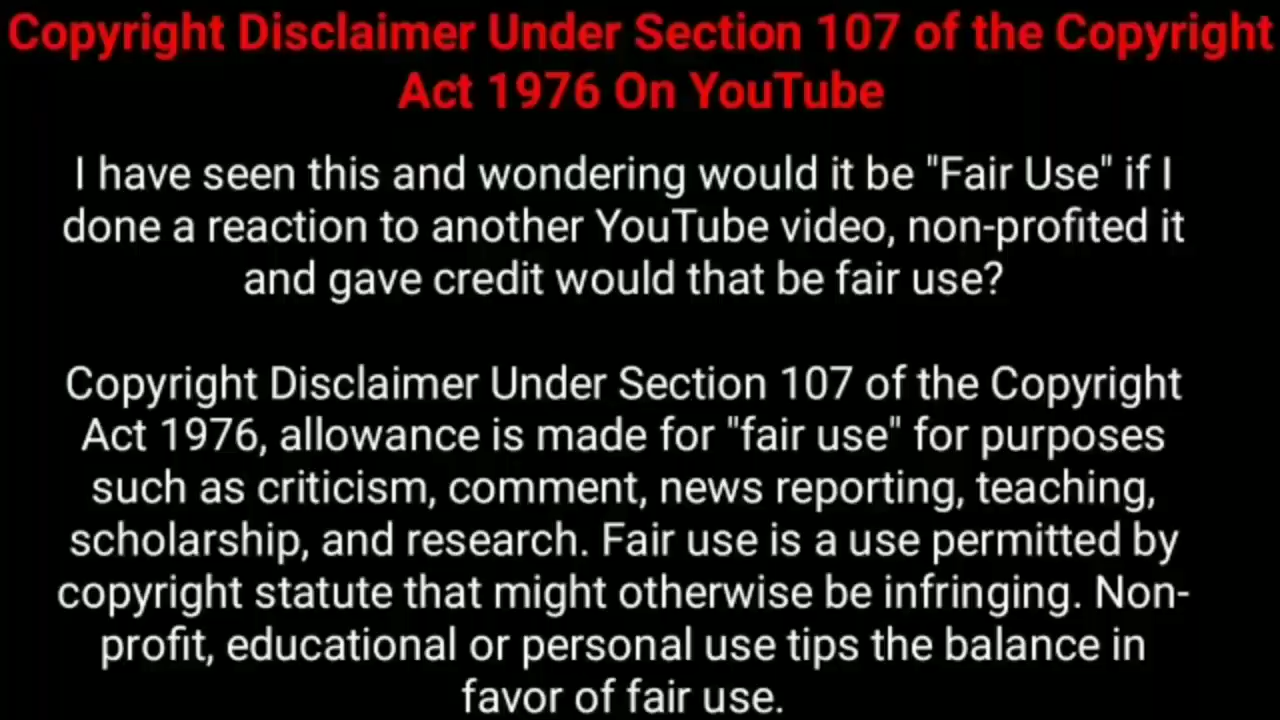 Copyright Disclaimer Under Section 107 of the Copyright
Act 1976 On YouTube
I have seen this and wondering would it be "Fair Use" if I
done a reaction to another YouTube video, non-profited it
and gave credit would that be fair use?
Copyright Disclaimer Under Section 107 of the Copyright
Act 1976, allowance is made for "fair use" for purposes
such as criticism, comment, news reporting, teaching,
scholarship, and research. Fair use is a use permitted by
copyright statute that might otherwise be infringing. Non-
profit, educational or personal use tips the balance in
favor of fair use.